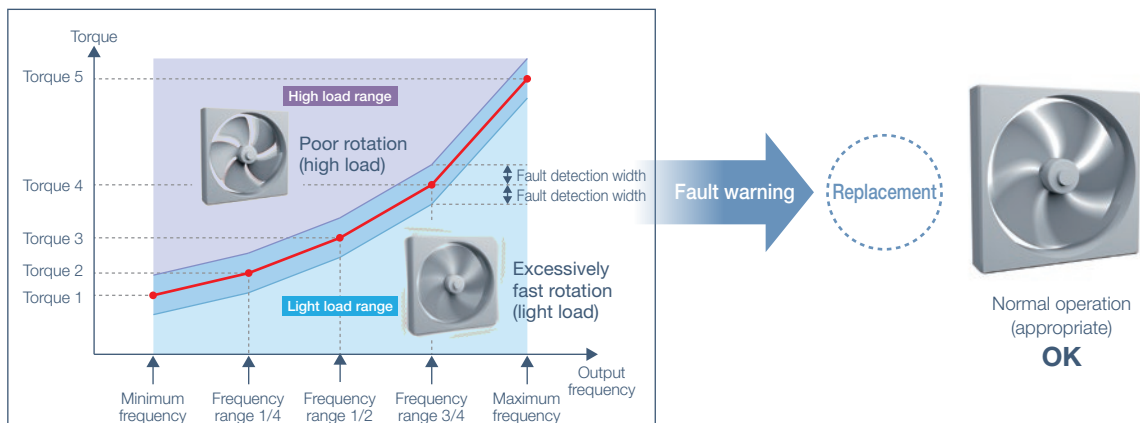 Torque
Torque 5
High load range
Poor rotation
(high load)
Torque 4
Fault detection width
Fault detection width
Torque 3
Torque 2
Torque 1
Excessively
fast rotation
(light load)
Light load range
Output
frequency
Minimum
frequency
Frequency
range 1/4
Frequency
range 1/2
Frequency
range 3/4
Maximum
frequency
Fault warning
Replacement
Normal operation
(appropriate)
OK